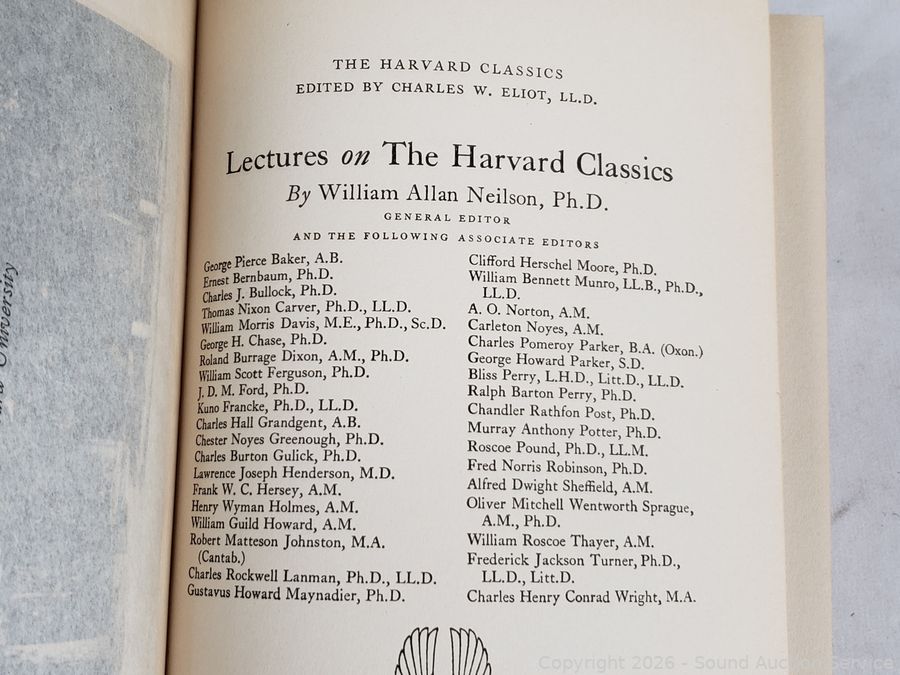 THE HARVARD CLASSICS
EDITED BY CHARLES W. ELIOT, LL.D.
Lectures on The Harvard Classics
By William Allan Neilson, Ph.D.
GENERAL EDITOR
AND THE FOLLOWING ASSOCIATE EDITORS
George Pierce Baker, A.B.
Ernest Bernbaum, Ph.D.
Charles J. Bullock, Ph.D.
Thomas Nixon Carver, Ph.D., LL.D.
William Morris Davis, M.E., Ph.D., Sc.D.
George H. Chase, Ph.D.
Roland Burrage Dixon, A.M., Ph.D.
William Scott Ferguson, Ph.D.
J. D. M. Ford, Ph.D.
Kuno Francke, Ph.D., LL.D.
Charles Hall Grandgent, A.B.
Chester Noyes Greenough, Ph.D.
Charles Burton Gulick, Ph.D.
Lawrence Joseph Henderson, M.D.
Frank W. C. Hersey, A.M.
Henry Wyman Holmes, A.M.
William Guild Howard, A.M.
Robert Matteson Johnston, M.A.
(Cantab.)
Charles Rockwell Lanman, Ph.D., LL.D.
Gustavus Howard Maynadier, Ph.D.
Clifford Herschel Moore, Ph.D.
William Bennett Munro, LL.B., Ph.D.,
LL.D.
A. O. Norton, A.M.
Carleton Noyes, A.M.
Charles Pomeroy Parker, B.A. (Oxon.)
George Howard Parker, S.D.
Bliss Perry, L.H.D., Litt.D., LL.D.
Ralph Barton Perry, Ph.D.
Chandler Rathfon Post, Ph.D.
Murray Anthony Potter, Ph.D.
Roscoe Pound, Ph.D., LL.M.
Fred Norris Robinson, Ph.D.
Alfred Dwight Sheffield, A.M.
Oliver Mitchell Wentworth Sprague,
A.M., Ph.D.
William Roscoe Thayer, A.M.
Frederick Jackson Turner, Ph.D.,
LL.D., Litt.D.
Charles Henry Conrad Wright, M.A.
University
Copyright 2026 - Sound Auction Service